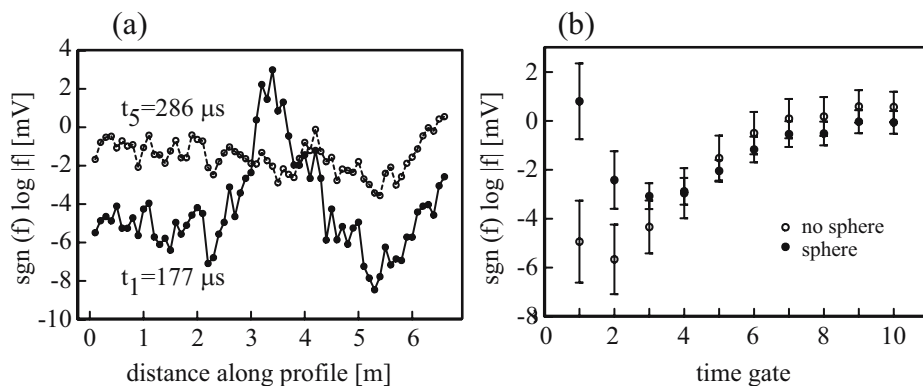 (a)
(b)
sgn (f) log |f| [mV]
4
2
0
-2
-4
-6
-8
-10
t5=286 μs
t1=177 μs
0 1 2 3 4 5 6
distance along profile [m]
sgn (f) log |f| [mV]
2
0
-2
-4
-6
-8
no sphere
sphere
0 2 4 6 8 10
time gate